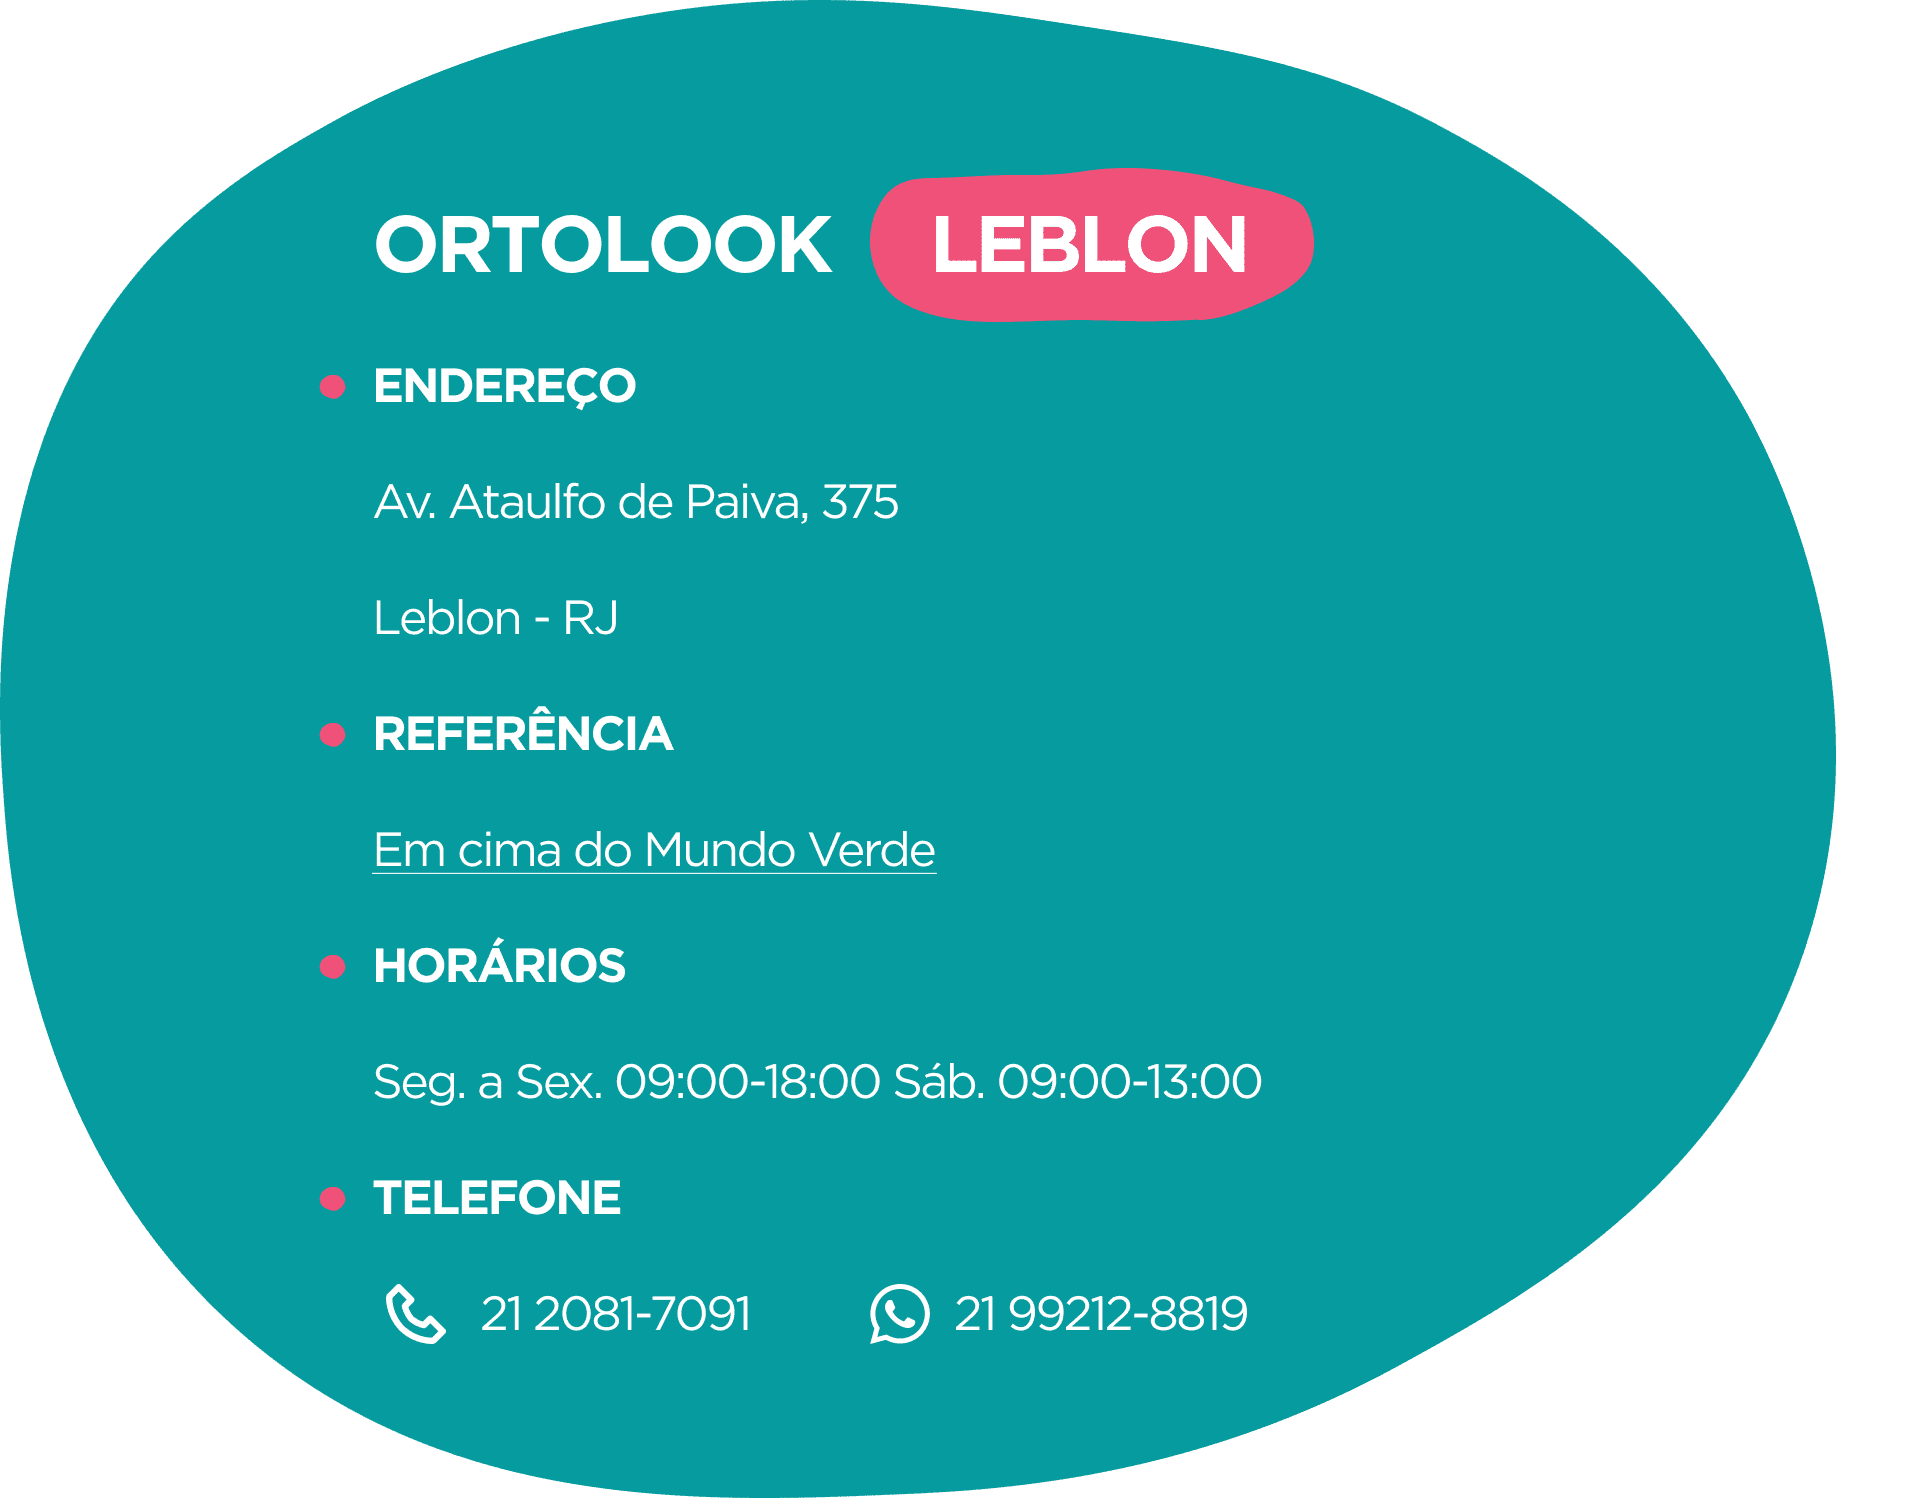 ORTOLOOK LEBLON
ENDEREÇO
Av. Ataulfo de Paiva, 375
Leblon - RJ
REFERÊNCIA
Em cima do Mundo Verde
HORÁRIOS
Seg. a Sex. 09:00-18:00 Sáb. 09:00-13:00
TELEFONE
21 2081-7091 21 99212-8819